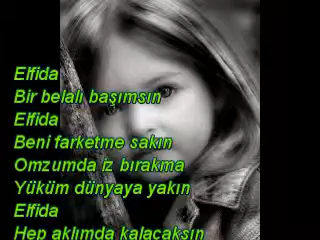 Elfida
Bir belalı başımsın
Elfida
Beni farketme sakın
Omzumda iz bırakma
Yüküm dünyaya yakın
Elfida
Hep aklımda kalacaksın